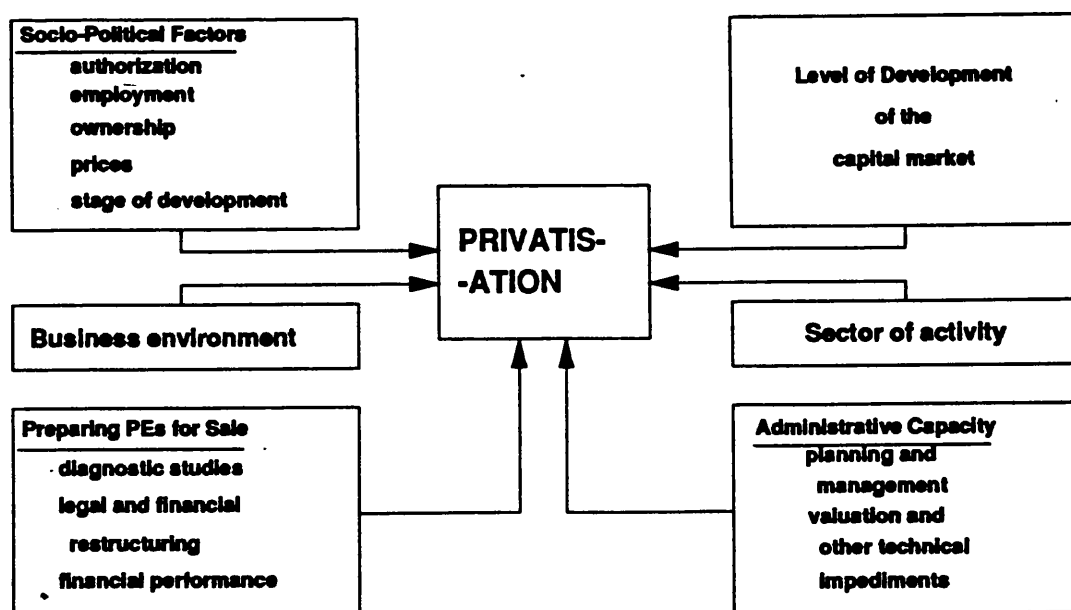 Socio-Political Factors
authorization
employment
ownership
prices
stage of development
Level of Development
of the
capital market
PRIVATIS-
-ATION
Business environment
Sector of activity
Preparing PEs for Sale
diagnostic studies
legal and financial
restructuring
financial performance
Administrative Capacity
planning and
management
valuation and
other technical
impediments